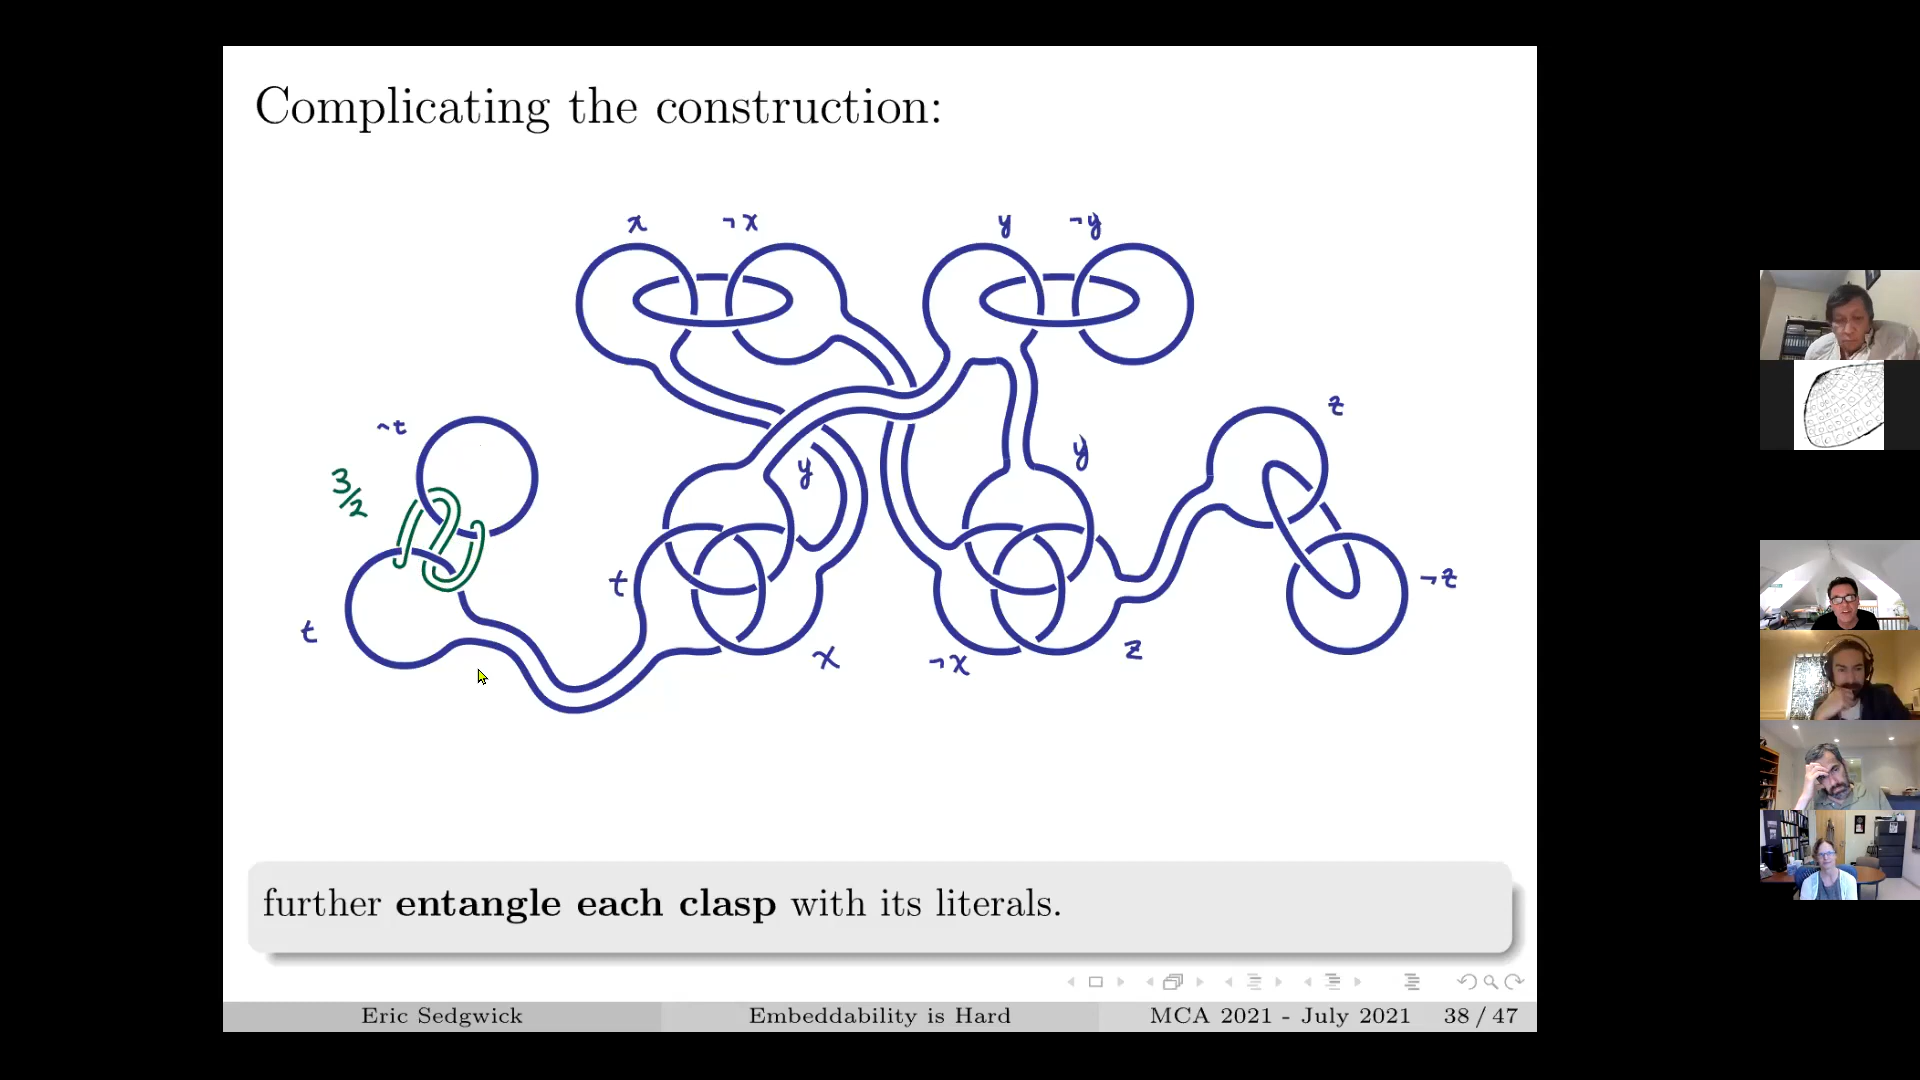 Complicating the construction:
x ¬x y ¬y
¬t
z
3/2
y
y
t
¬z
t
x
¬x
z
further entangle each clasp with its literals.
Eric Sedgwick Embeddability is Hard MCA 2021 - July 2021 38 / 47